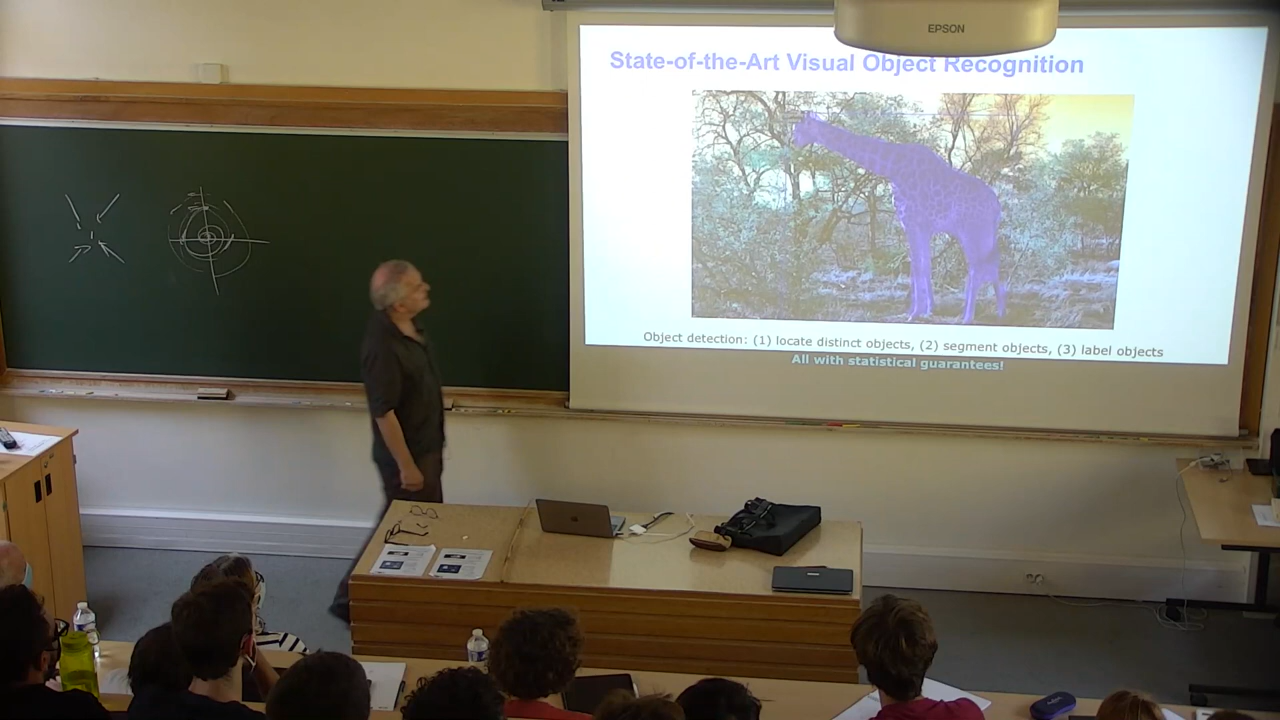 EPSON
State-of-the-Art Visual Object Recognition
Object detection: (1) locate distinct objects, (2) segment objects, (3) label objects
All with statistical guarantees!